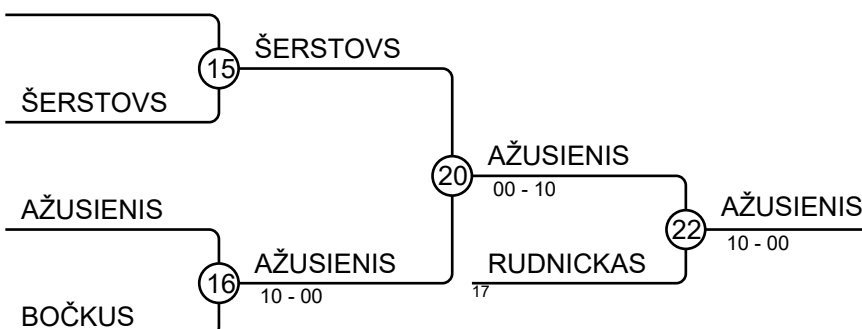 ŠERSTOVS
15
ŠERSTOVS
AŽUSIENIS
20
00 - 10
AŽUSIENIS
AŽUSIENIS
22
10 - 00
AŽUSIENIS
16
10 - 00
RUDNICKAS
17
BOČKUS